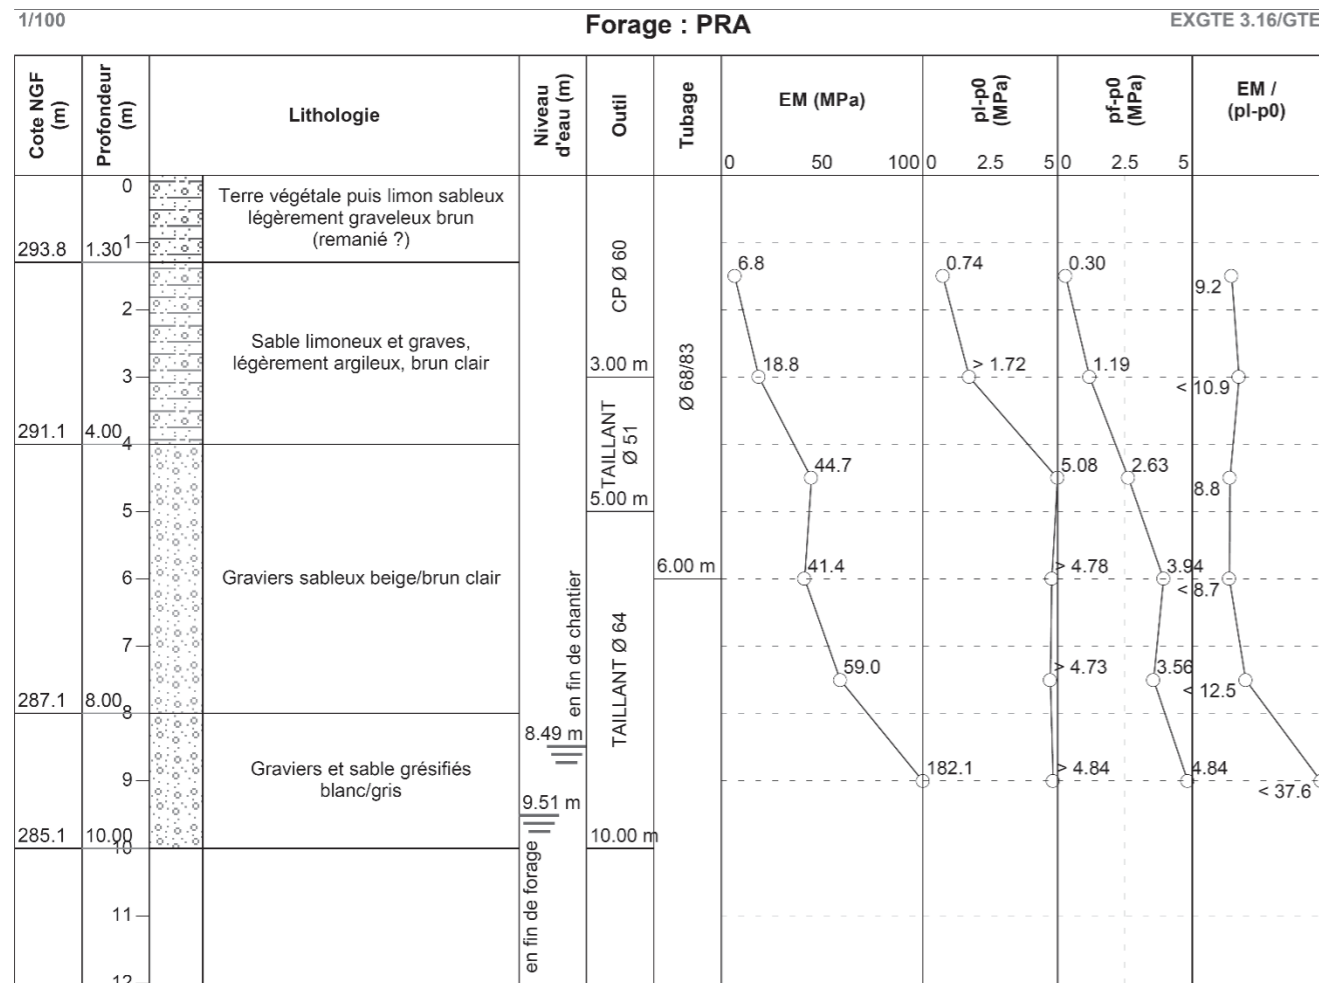 1/100
Forage : PRA
EXGTE 3.16/GTE
Cote NGF
(m)
Profondeur
(m)
Lithologie
Niveau
d'eau (m)
Outil
Tubage
EM (MPa)
pl-p0
(MPa)
pf-p0
(MPa)
EM /
(pl-p0)
0 50 100
0 2.5 5
0 2.5 5
0
Terre végétale puis limon sableux
légèrement graveleux brun
(remanié ?)
293.8 1.30
1
CP Ø 60
6.8 0.74 0.30 9.2
2
Sable limoneux et graves,
légèrement argileux, brun clair
3.00 m
Ø 68/83
3
18.8 > 1.72 1.19 < 10.9
291.1 4.00
4
TAILLANT
Ø 51
44.7 5.08 2.63 8.8
5.00 m
5
Graviers sableux beige/brun clair
6
6.00 m
41.4 > 4.78 3.94 < 8.7
en fin de chantier
TAILLANT Ø 64
7
59.0 > 4.73 3.56 < 12.5
287.1 8.00
8
8.49 m
Graviers et sable grésifiés
blanc/gris
9
182.1 > 4.84 4.84 < 37.6
9.51 m
285.1 10.00
10
10.00 m
en fin de forage
11
12